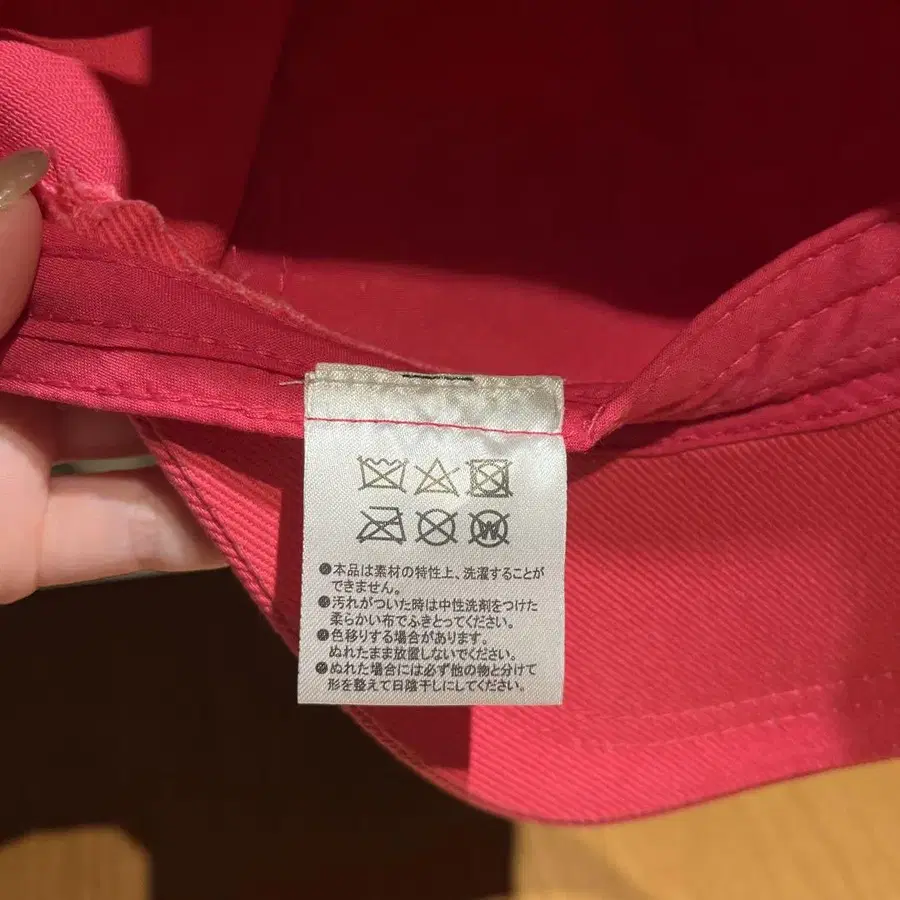 W
●本品は素材の特性上、洗濯することが
できません。
●汚れがついた時は中性洗剤をつけた
柔らかい布でふきとってください。
●色移りする場合があります。
ぬれたまま放置しないでください。
●ぬれた場合には必ず他の物と分けて
形を整えて日陰干しにしてください。